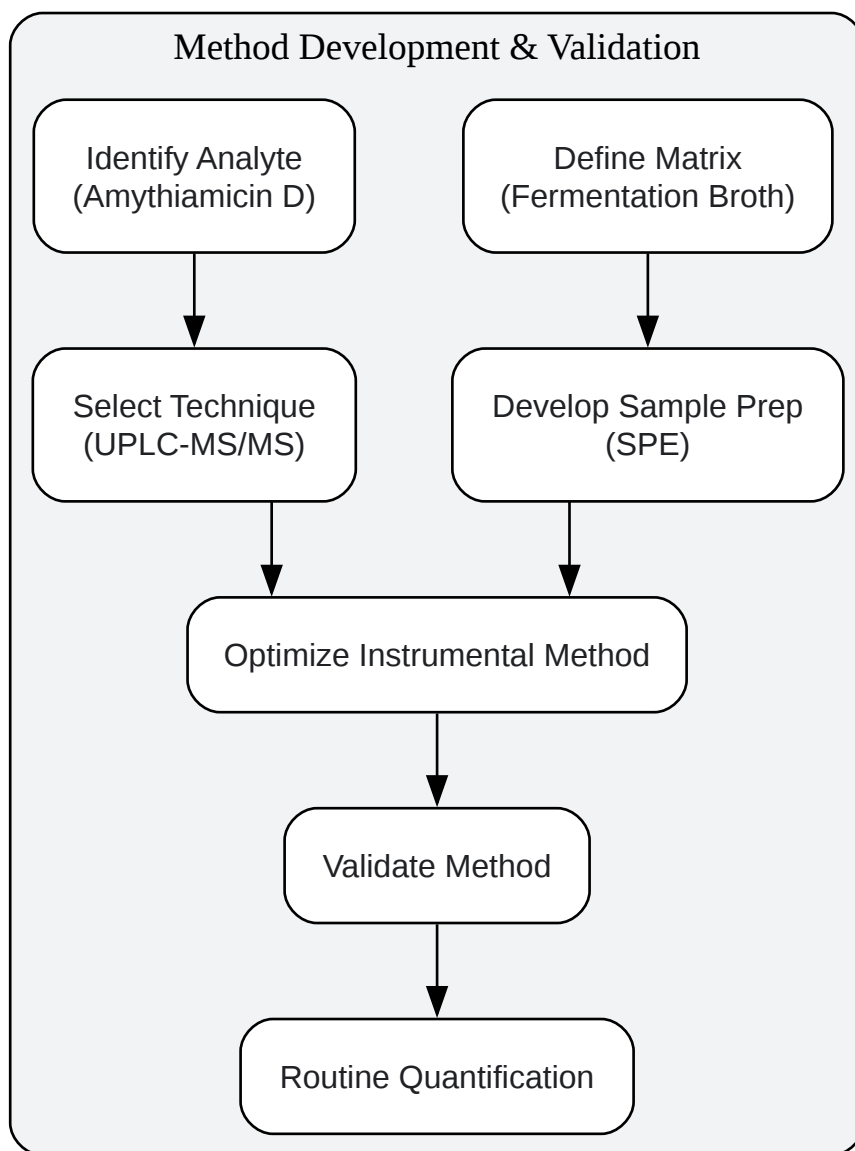 Method Development & Validation
Identify Analyte
(Amythiamicin D)
Define Matrix
(Fermentation Broth)
Select Technique
(UPLC-MS/MS)
Develop Sample Prep
(SPE)
Optimize Instrumental Method
Validate Method
Routine Quantification